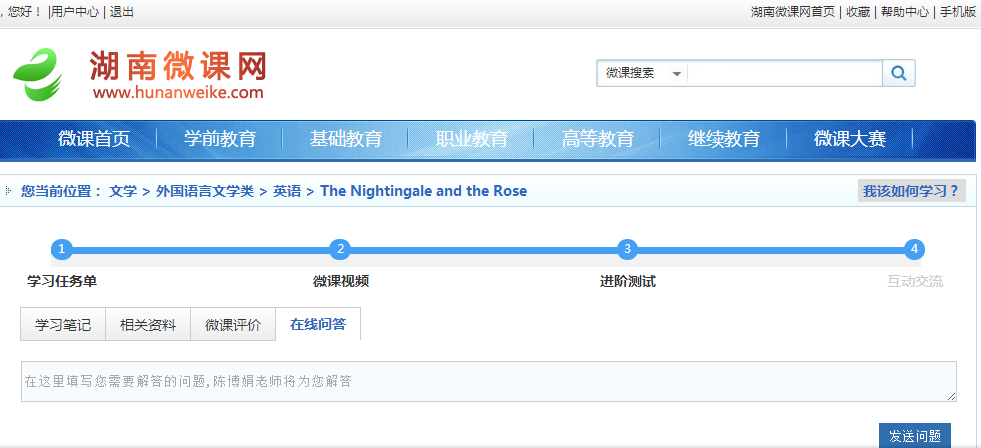 , 您好！ |用户中心 | 退出
湖南微课网首页 | 收藏 | 帮助中心 | 手机版
湖南微课网
www.hunanweike.com
微课搜索
微课首页 学前教育 基础教育 职业教育 高等教育 继续教育 微课大赛
您当前位置： 文学 > 外国语言文学类 > 英语 > The Nightingale and the Rose
我该如何学习？
1 2 3 4
学习任务单 微课视频 进阶测试 互动交流
学习笔记 相关资料 微课评价 在线问答
在这里填写您需要解答的问题,陈博娟老师将为您解答
发送问题